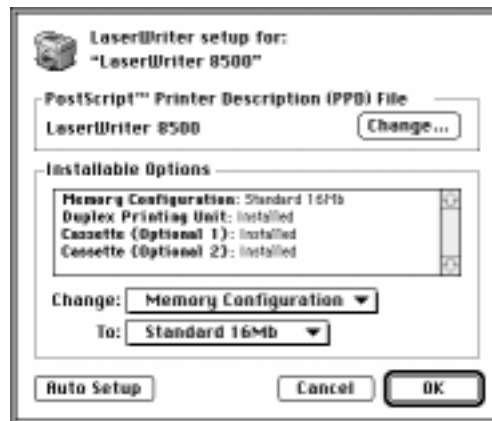 LaserWriter setup for:
“LaserWriter 8500”
PostScript™ Printer Description (PPD) File
LaserWriter 8500
Change...
Installable Options
Memory Configuration: Standard 16Mb
Duplex Printing Unit: Installed
Cassette (Optional 1): Installed
Cassette (Optional 2): Installed
Change: Memory Configuration
To: Standard 16Mb
Auto Setup Cancel OK